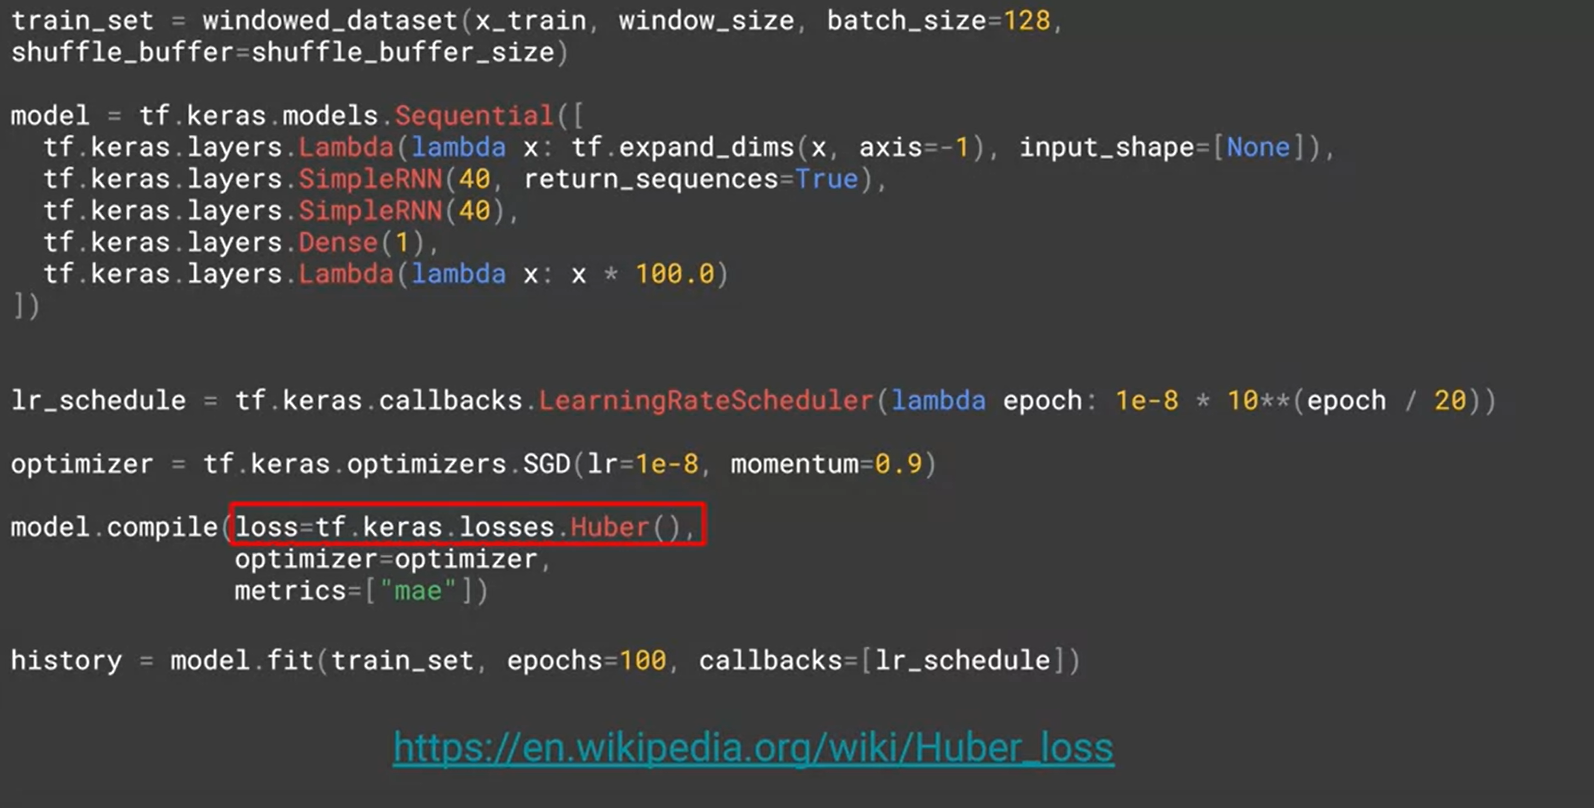 train_set = windowed_dataset(x_train, window_size, batch_size=128,
shuffle_buffer=shuffle_buffer_size)
model = tf.keras.models.Sequential([
  tf.keras.layers.Lambda(lambda x: tf.expand_dims(x, axis=-1), input_shape=[None]),
  tf.keras.layers.SimpleRNN(40, return_sequences=True),
  tf.keras.layers.SimpleRNN(40),
  tf.keras.layers.Dense(1),
  tf.keras.layers.Lambda(lambda x: x * 100.0)
])
lr_schedule = tf.keras.callbacks.LearningRateScheduler(lambda epoch: 1e-8 * 10**(epoch / 20))
optimizer = tf.keras.optimizers.SGD(lr=1e-8, momentum=0.9)
model.compile(loss=tf.keras.losses.Huber(),
              optimizer=optimizer,
              metrics=["mae"])
history = model.fit(train_set, epochs=100, callbacks=[lr_schedule])
https://en.wikipedia.org/wiki/Huber_loss